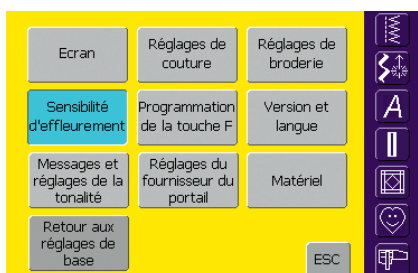 Ecran
Réglages de
couture
Réglages de
broderie
Sensibilité
d'effleurement
Programmation
de la touche F
Version et
langue
Messages et
réglages de la
tonalité
Réglages du
fournisseur du
portail
Matériel
Retour aux
réglages de
base
ESC
A